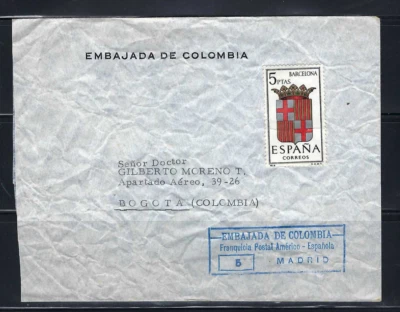 EMBAJADA DE COLOMBIA
5 BARCELONA
PTAS
ESPAÑA
CORREOS
Señor Doctor
GILBERTO MORENO T.
Apartado Aéreo, 39-26
BOGOTA (COLOMBIA)
EMBAJADA DE COLOMBIA
Franquicia Postal Américo - Española
5 MADRID